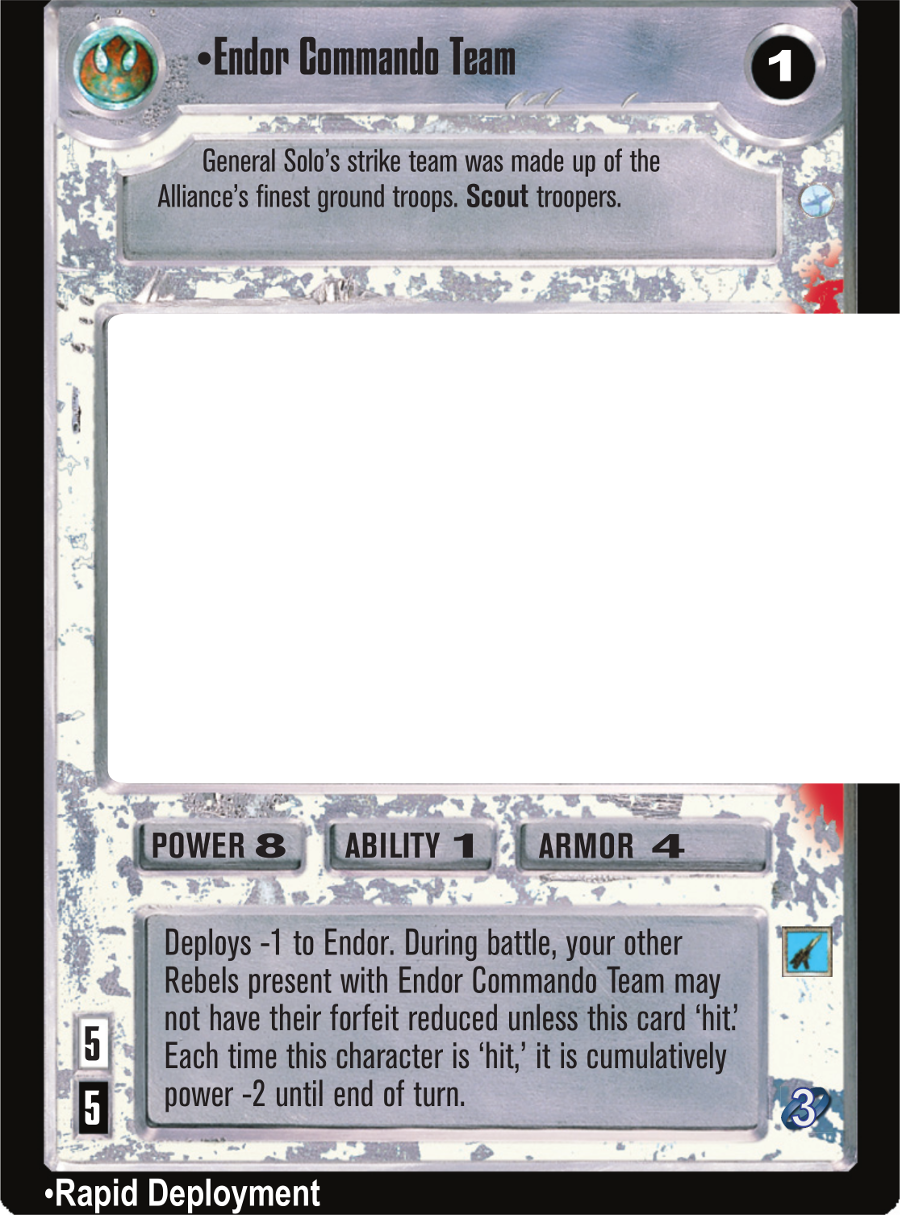 •Endor Commando Team
1
General Solo's strike team was made up of the
Alliance's finest ground troops. Scout troopers.
POWER 8
ABILITY 1
ARMOR 4
Deploys -1 to Endor. During battle, your other
Rebels present with Endor Commando Team may
not have their forfeit reduced unless this card ‘hit.’
Each time this character is ‘hit,’ it is cumulatively
power -2 until end of turn.
5
5
3
•Rapid Deployment